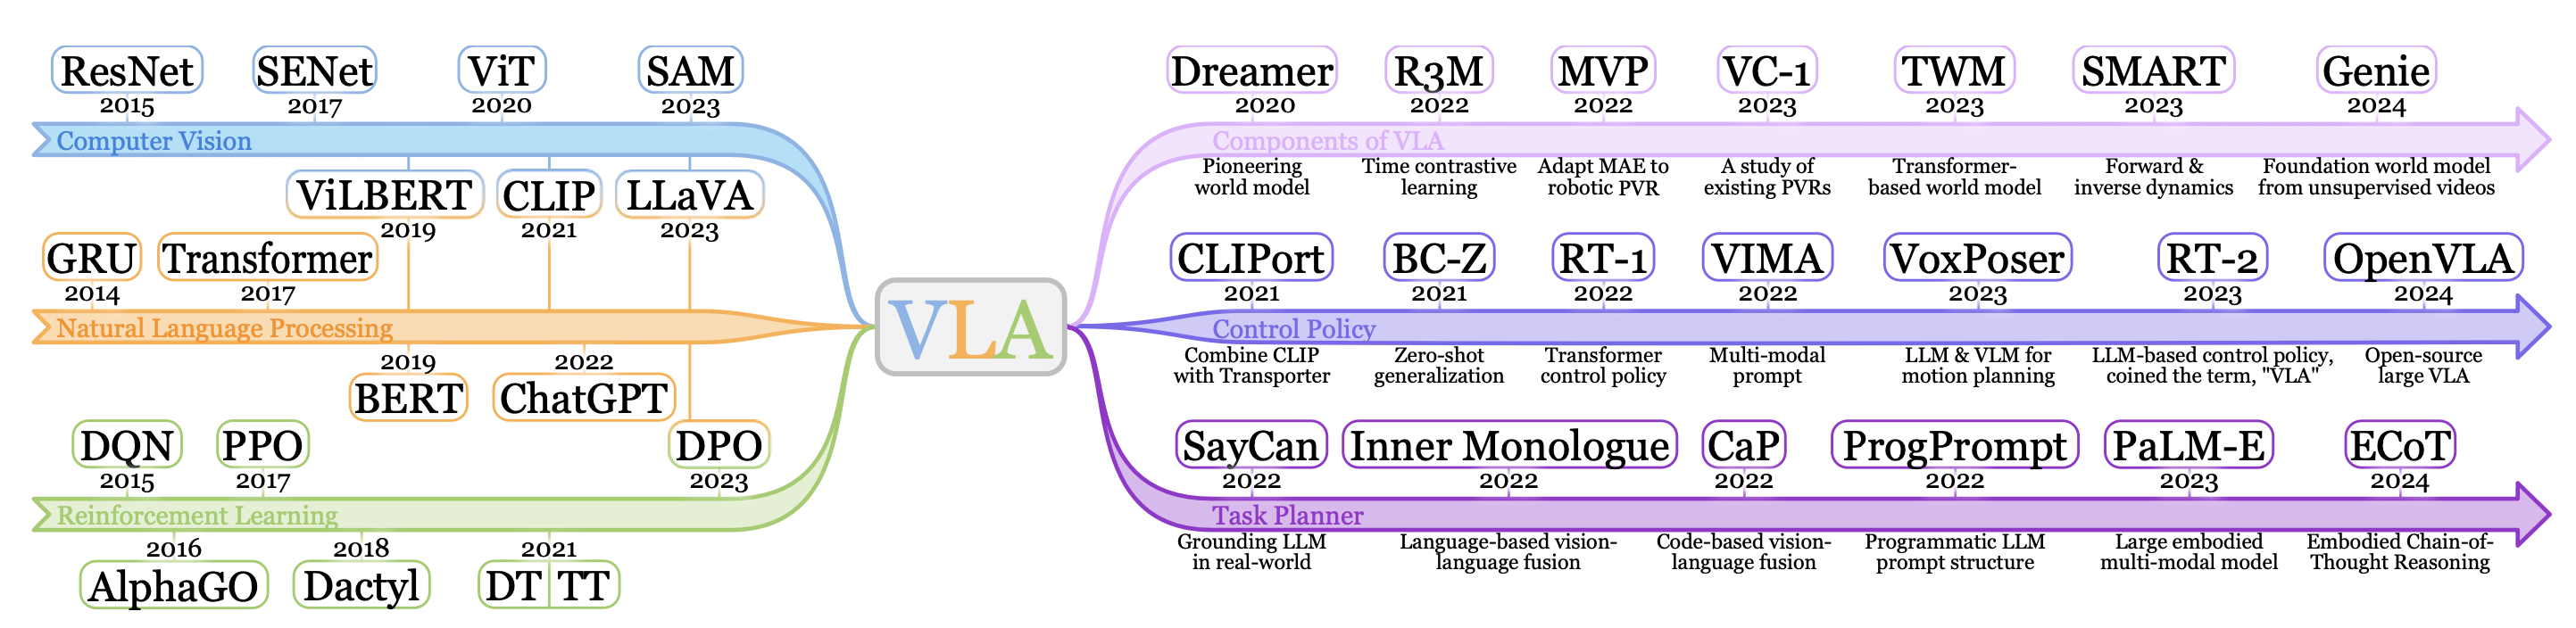 ResNet
2015
SENet
2017
ViT
2020
SAM
2023
Computer Vision
ViLBERT
2019
CLIP
2021
LLaVA
2023
GRU
2014
Transformer
2017
Natural Language Processing
2019
BERT
2022
ChatGPT
DQN
2015
PPO
2017
DPO
2023
Reinforcement Learning
2016
AlphaGO
2018
Dactyl
2021
DT TT
VLA
Dreamer
2020
R3M
2022
MVP
2022
VC-1
2023
TWM
2023
SMART
2023
Genie
2024
Components of VLA
Pioneering
world model
Time contrastive
learning
Adapt MAE to
robotic PVR
A study of
existing PVRs
Transformer-
based world model
Forward &
inverse dynamics
Foundation world model
from unsupervised videos
CLIPort
2021
BC-Z
2021
RT-1
2022
VIMA
2022
VoxPoser
2023
RT-2
2023
OpenVLA
2024
Control Policy
Combine CLIP
with Transporter
Zero-shot
generalization
Transformer
control policy
Multi-modal
prompt
LLM & VLM for
motion planning
LLM-based control policy,
coined the term, "VLA"
Open-source
large VLA
SayCan
2022
Inner Monologue
2022
CaP
2022
ProgPrompt
2022
PaLM-E
2023
ECoT
2024
Task Planner
Grounding LLM
in real-world
Language-based vision-
language fusion
Code-based vision-
language fusion
Programmatic LLM
prompt structure
Large embodied
multi-modal model
Embodied Chain-of-
Thought Reasoning